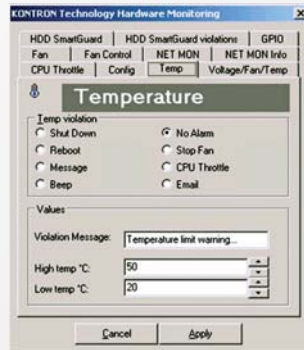 KONTRON Technology Hardware Monitoring
HDD SmartGuard HDD SmartGuard violations GPIO
Fan Fan Control NET MON NET MON Info
CPU Throttle Config Temp Voltage/Fan/Temp
Temperature
Temp violation
Shut Down No Alarm
Reboot Stop Fan
Message CPU Throttle
Beep Email
Values
Violation Message: Temperature limit warning...
High temp °C: 50
Low temp °C: 20
Cancel Apply